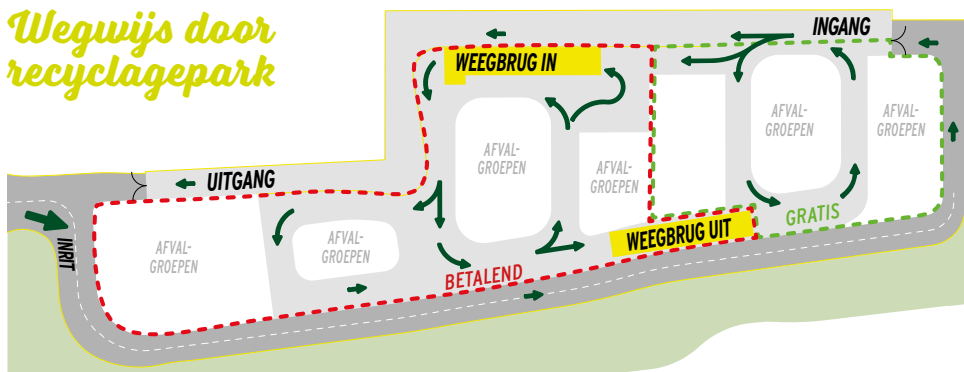 Wegwijs door
recyclagepark
INGANG
WEEGBRUG IN
AFVAL-
GROEPEN
AFVAL-
GROEPEN
AFVAL-
GROEPEN
AFVAL-
GROEPEN
UITGANG
GRATIS
WEEGBRUG UIT
AFVAL-
GROEPEN
AFVAL-
GROEPEN
INRIT
BETALEND